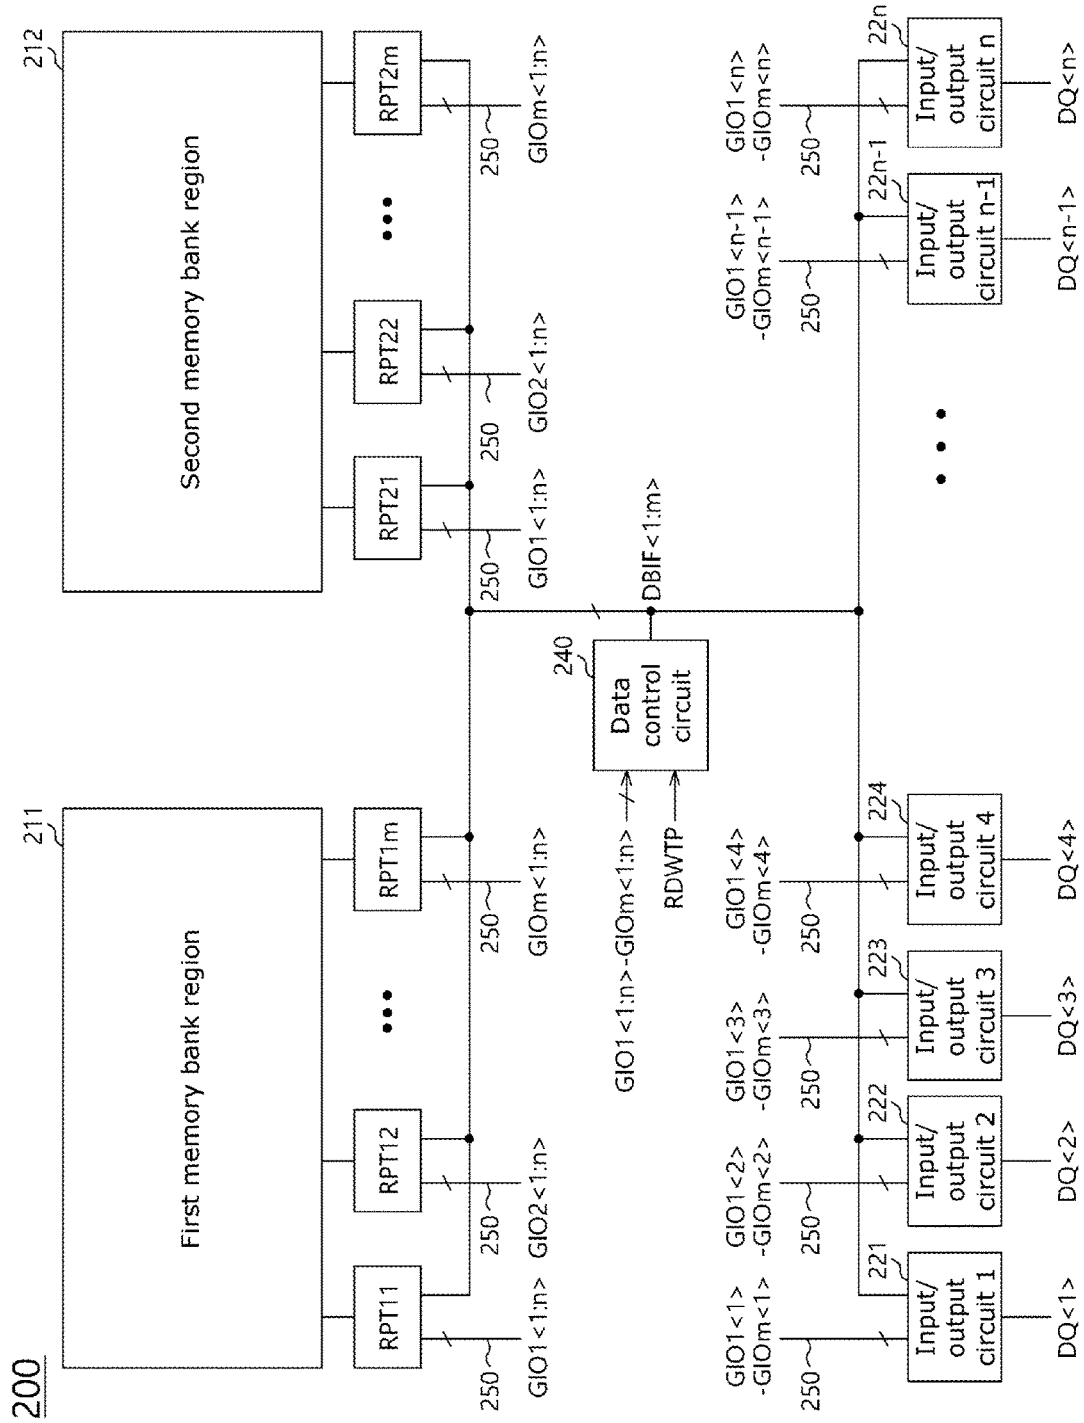 200
211
First memory bank region
212
Second memory bank region
RPT11
RPT12
RPT1m
RPT21
RPT22
RPT2m
250
250
250
250
250
250
GIO1<1:n>
GIO2<1:n>
GIOm<1:n>
GIO1<1:n>
GIO2<1:n>
GIOm<1:n>
240
Data
control
circuit
GIO1<1:n>-GIOm<1:n>
RDWTP
DBIF<1:m>
GIO1<1>
-GIOm<1>
GIO1<2>
-GIOm<2>
GIO1<3>
-GIOm<3>
GIO1<4>
-GIOm<4>
GIO1<n-1>
-GIOm<n-1>
GIO1<n>
-GIOm<n>
250
250
250
250
250
250
221
222
223
224
22n-1
22n
Input/
output
circuit 1
Input/
output
circuit 2
Input/
output
circuit 3
Input/
output
circuit 4
Input/
output
circuit n-1
Input/
output
circuit n
DQ<1>
DQ<2>
DQ<3>
DQ<4>
DQ<n-1>
DQ<n>